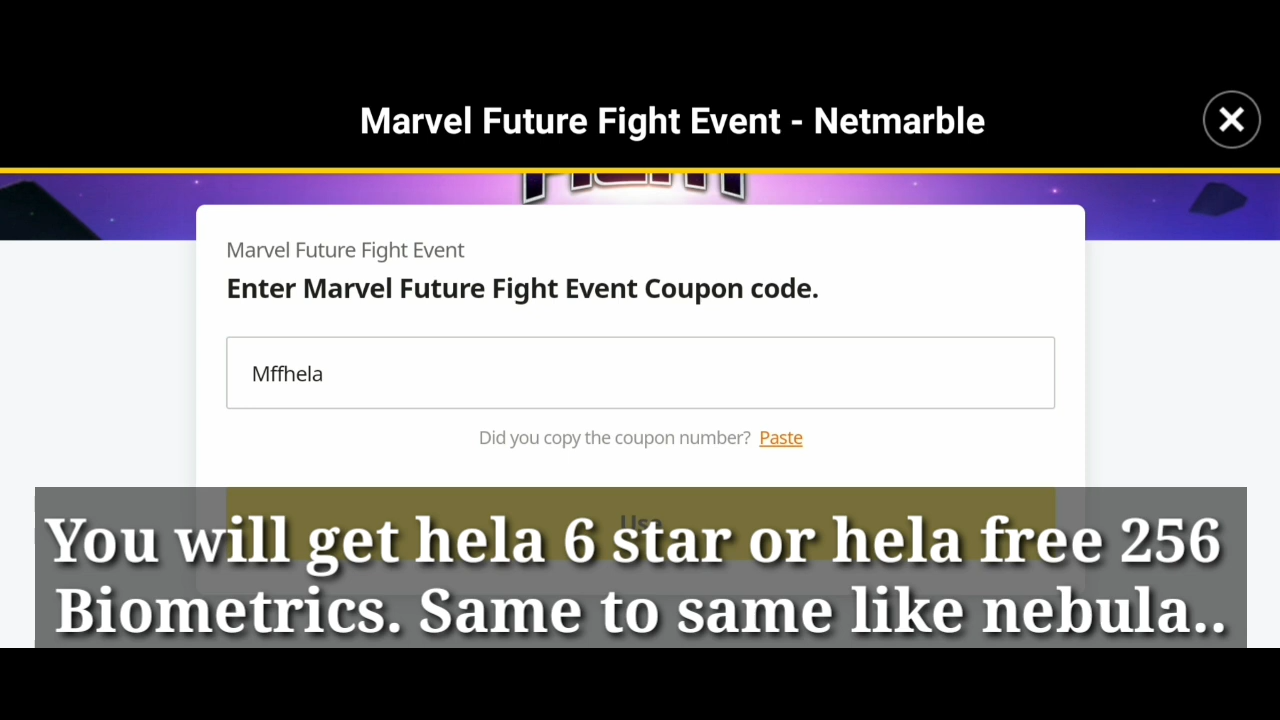 Marvel Future Fight Event - Netmarble
FIGHT
Marvel Future Fight Event
Enter Marvel Future Fight Event Coupon code.
Mffhela
Did you copy the coupon number? Paste
Use
You will get hela 6 star or hela free 256
Biometrics. Same to same like nebula..